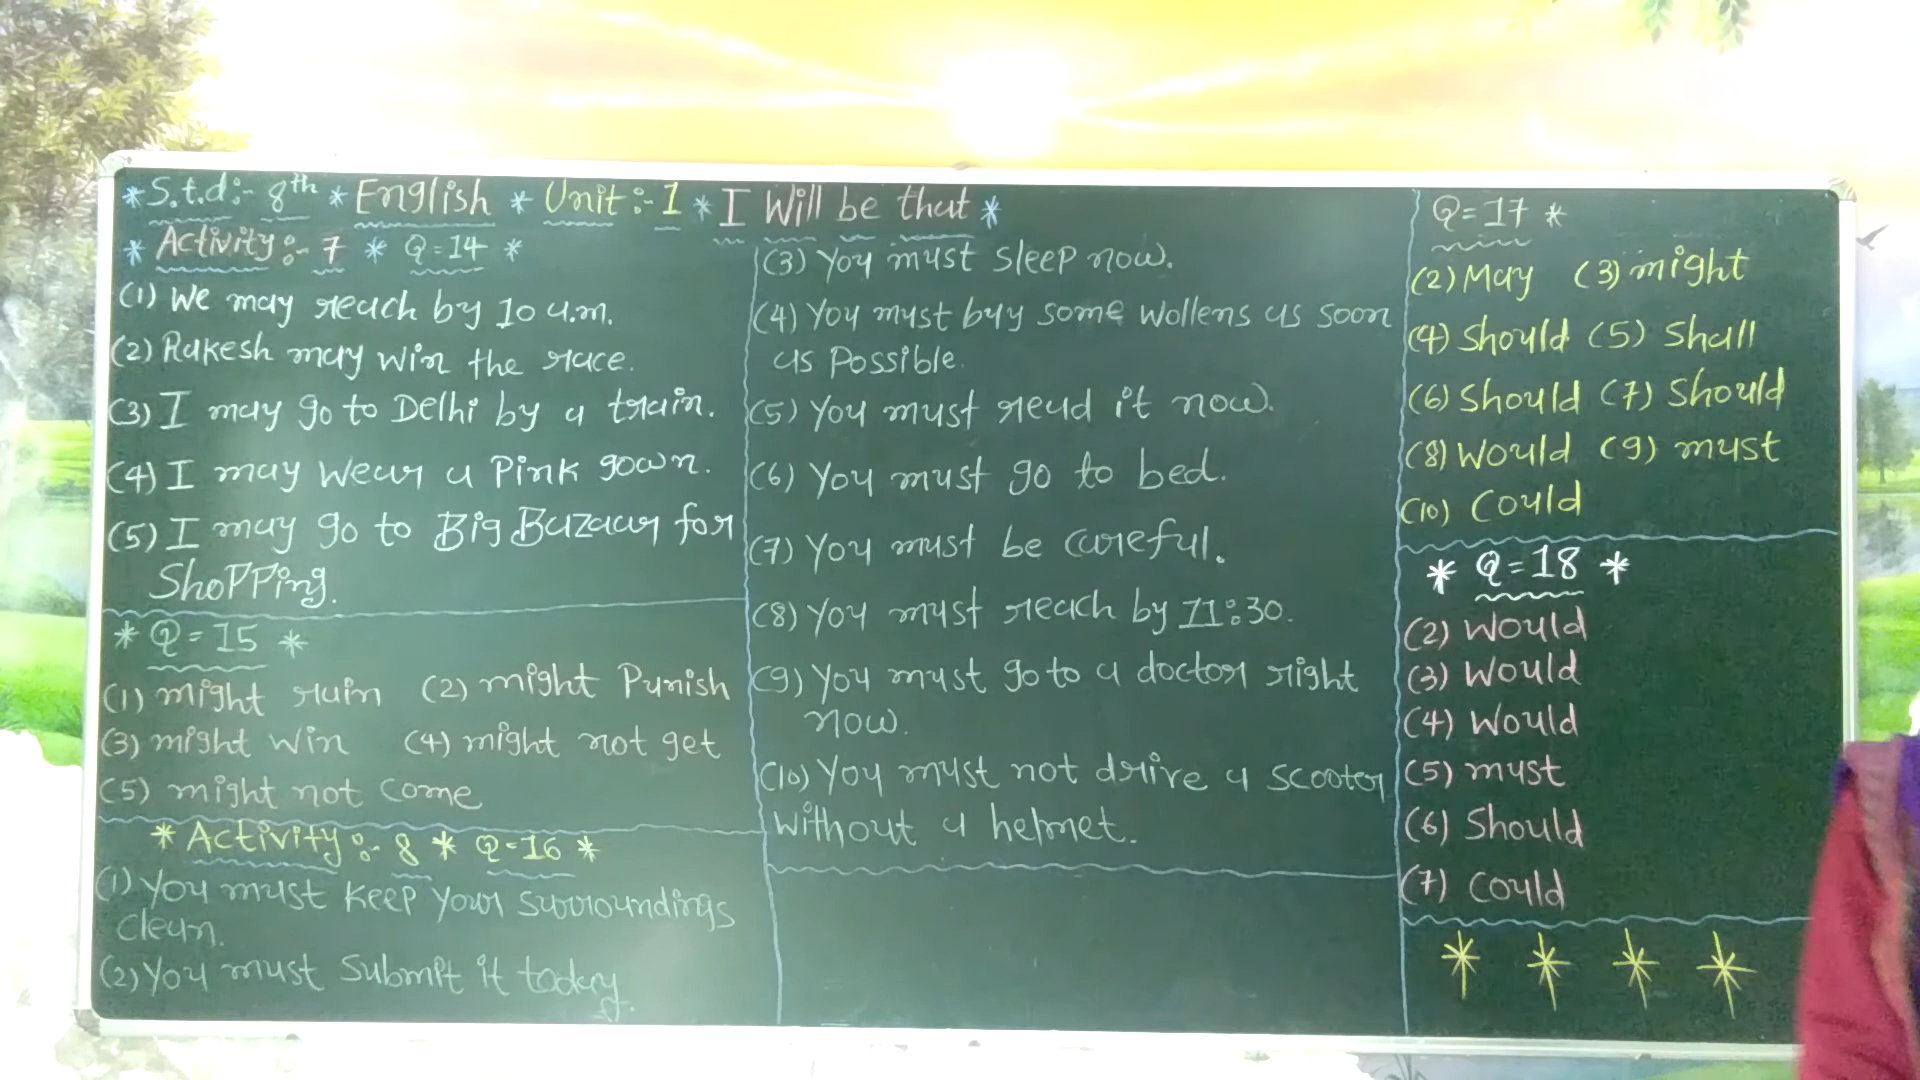 * S.t.d:- 8th * English * Unit:- 1 * I Will be that *
* Activity:- 7 * Q=14 *
(1) We may reach by 10 a.m.
(2) Rakesh may win the race.
(3) I may go to Delhi by a train.
(4) I may wear a Pink gown.
(5) I may go to Big Bazaar for
ShoPPing.
* Q=15 *
(1) might rain (2) might Punish
(3) might win (4) might not get
(5) might not come
* Activity:- 8 * Q=16 *
(1) You must keep your surroundings
clean.
(2) You must Submit it today.
(3) You must sleep now.
(4) You must buy some wollens as soon
as Possible.
(5) You must read it now.
(6) You must go to bed.
(7) You must be careful.
(8) You must reach by 11:30.
(9) You must go to a doctor right
now.
(10) You must not drive a scooter
without a helmet.
Q=17 *
(2) May (3) might
(4) Should (5) Shall
(6) Should (7) Should
(8) Would (9) must
(10) Could
* Q=18 *
(2) Would
(3) Would
(4) Would
(5) must
(6) Should
(7) Could